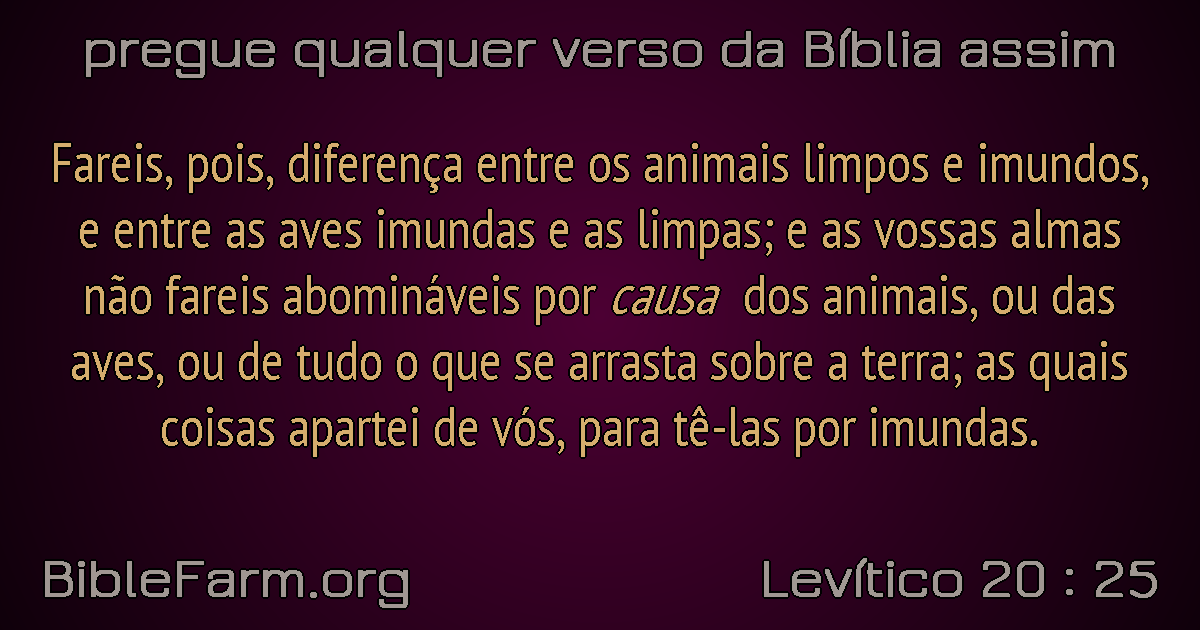 pregue qualquer verso da Bíblia assim
Fareis, pois, diferença entre os animais limpos e imundos,
e entre as aves imundas e as limpas; e as vossas almas
não fareis abomináveis por causa dos animais, ou das
aves, ou de tudo o que se arrasta sobre a terra; as quais
coisas apartei de vós, para tê-las por imundas.
BibleFarm.org
Levítico 20 : 25